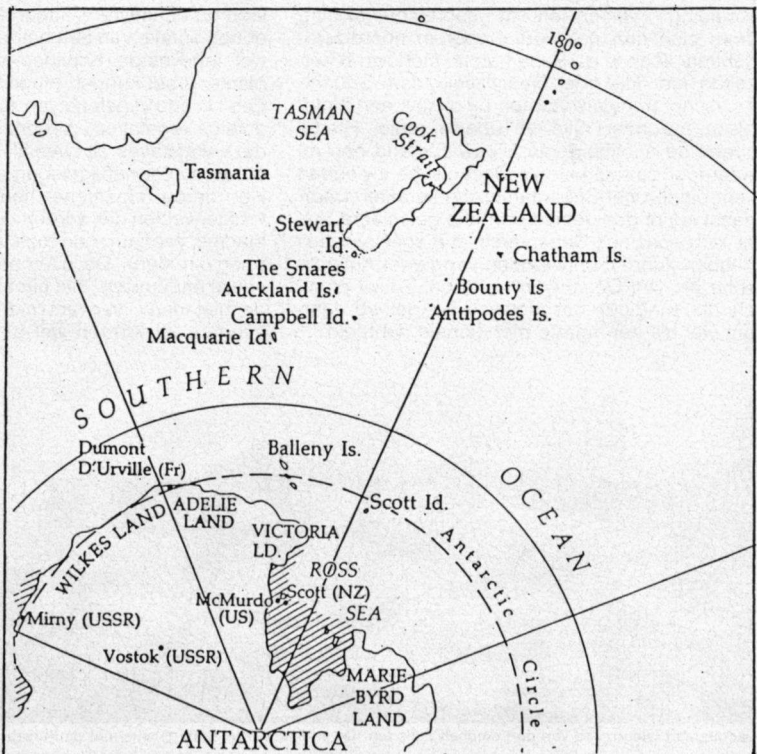 180°
TASMAN
SEA
Cook
Strait
Tasmania
NEW
ZEALAND
Stewart
Id.
Chatham Is.
The Snares
Auckland Is.
Bounty Is
Campbell Id.
Antipodes Is.
Macquarie Id.
SOUTHERN
OCEAN
Dumont
D'Urville (Fr)
Balleny Is.
Scott Id.
ADELIE
LAND
WILKES LAND
VICTORIA
LD.
Antarctic
Circle
ROSS
SEA
McMurdo
(US)
Scott (NZ)
Mirny (USSR)
Vostok (USSR)
MARIE
BYRD
LAND
ANTARCTICA